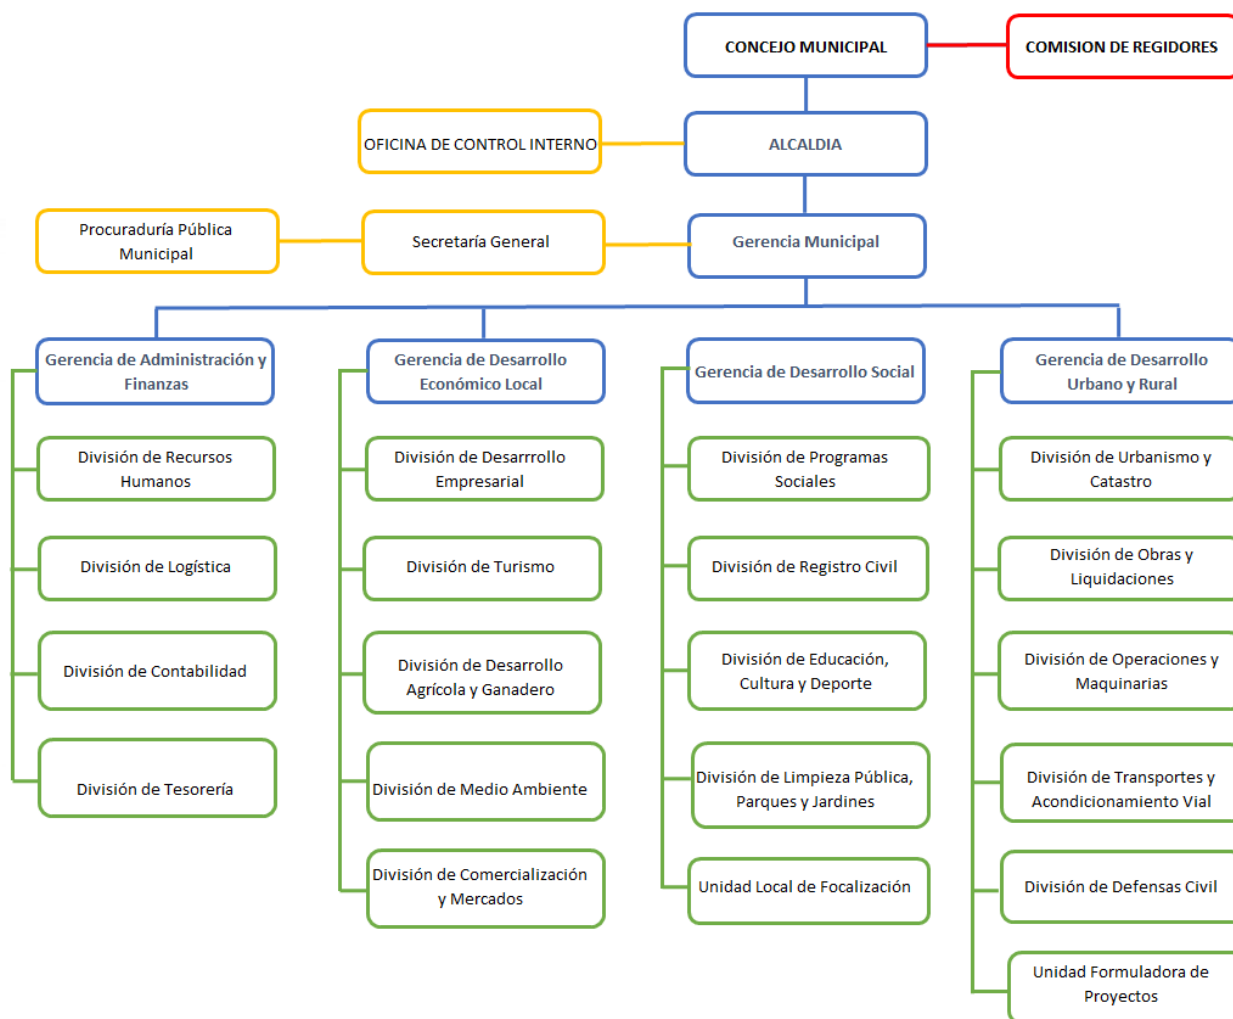 CONCEJO MUNICIPAL
COMISION DE REGIDORES
OFICINA DE CONTROL INTERNO
ALCALDIA
Procuraduría Pública
Municipal
Secretaría General
Gerencia Municipal
Gerencia de Administración y
Finanzas
Gerencia de Desarrollo
Económico Local
Gerencia de Desarrollo Social
Gerencia de Desarrollo
Urbano y Rural
División de Recursos
Humanos
División de Desarrrollo
Empresarial
División de Programas
Sociales
División de Urbanismo y
Catastro
División de Logística
División de Turismo
División de Registro Civil
División de Obras y
Liquidaciones
División de Contabilidad
División de Desarrollo
Agrícola y Ganadero
División de Educación,
Cultura y Deporte
División de Operaciones y
Maquinarias
División de Tesorería
División de Medio Ambiente
División de Limpieza Pública,
Parques y Jardines
División de Transportes y
Acondicionamiento Vial
División de Comercialización
y Mercados
Unidad Local de Focalización
División de Defensas Civil
Unidad Formuladora de
Proyectos